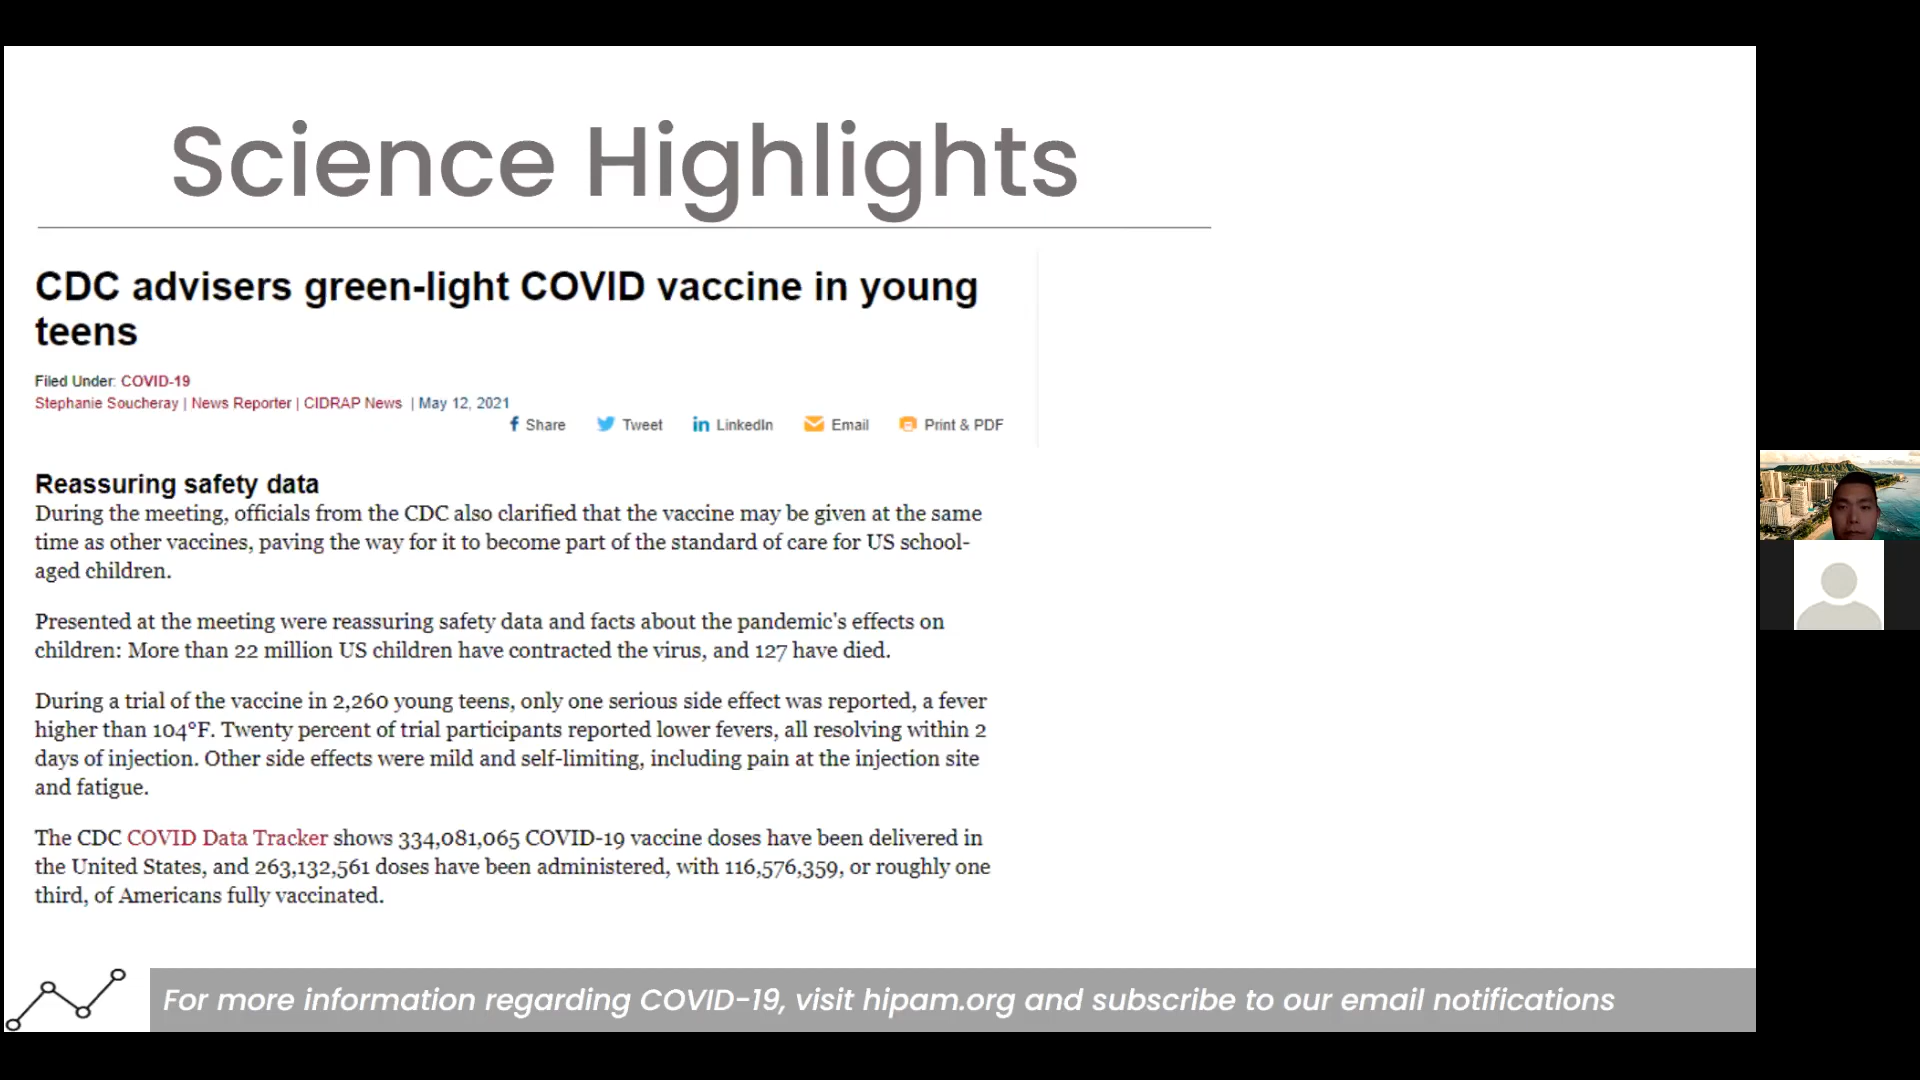 Science Highlights
CDC advisers green-light COVID vaccine in young
teens
Filed Under: COVID-19
Stephanie Soucheray | News Reporter | CIDRAP News | May 12, 2021
Share Tweet LinkedIn Email Print & PDF
Reassuring safety data
During the meeting, officials from the CDC also clarified that the vaccine may be given at the same
time as other vaccines, paving the way for it to become part of the standard of care for US school-
aged children.
Presented at the meeting were reassuring safety data and facts about the pandemic's effects on
children: More than 22 million US children have contracted the virus, and 127 have died.
During a trial of the vaccine in 2,260 young teens, only one serious side effect was reported, a fever
higher than 104°F. Twenty percent of trial participants reported lower fevers, all resolving within 2
days of injection. Other side effects were mild and self-limiting, including pain at the injection site
and fatigue.
The CDC COVID Data Tracker shows 334,081,065 COVID-19 vaccine doses have been delivered in
the United States, and 263,132,561 doses have been administered, with 116,576,359, or roughly one
third, of Americans fully vaccinated.
For more information regarding COVID-19, visit hipam.org and subscribe to our email notifications